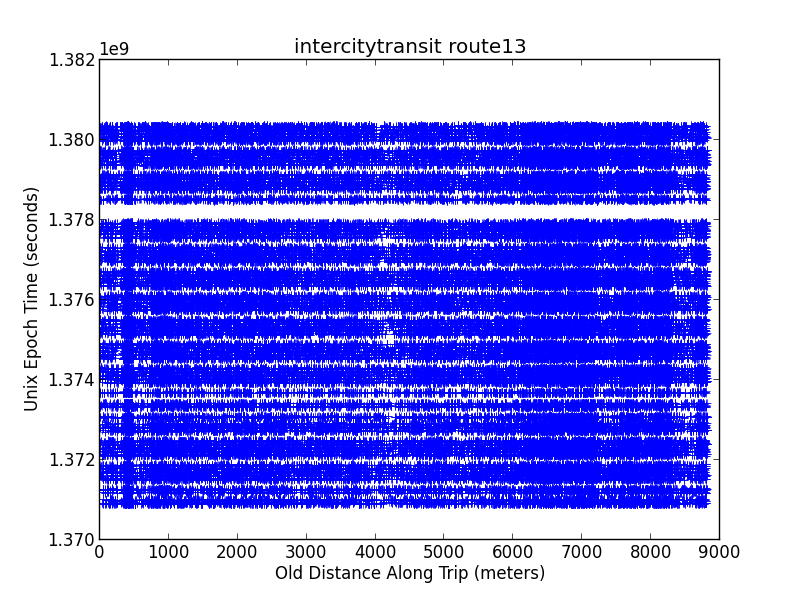 intercitytransit route13
1e9
1.382
1.380
1.378
1.376
1.374
1.372
1.370
Unix Epoch Time (seconds)
0 1000 2000 3000 4000 5000 6000 7000 8000 9000
Old Distance Along Trip (meters)